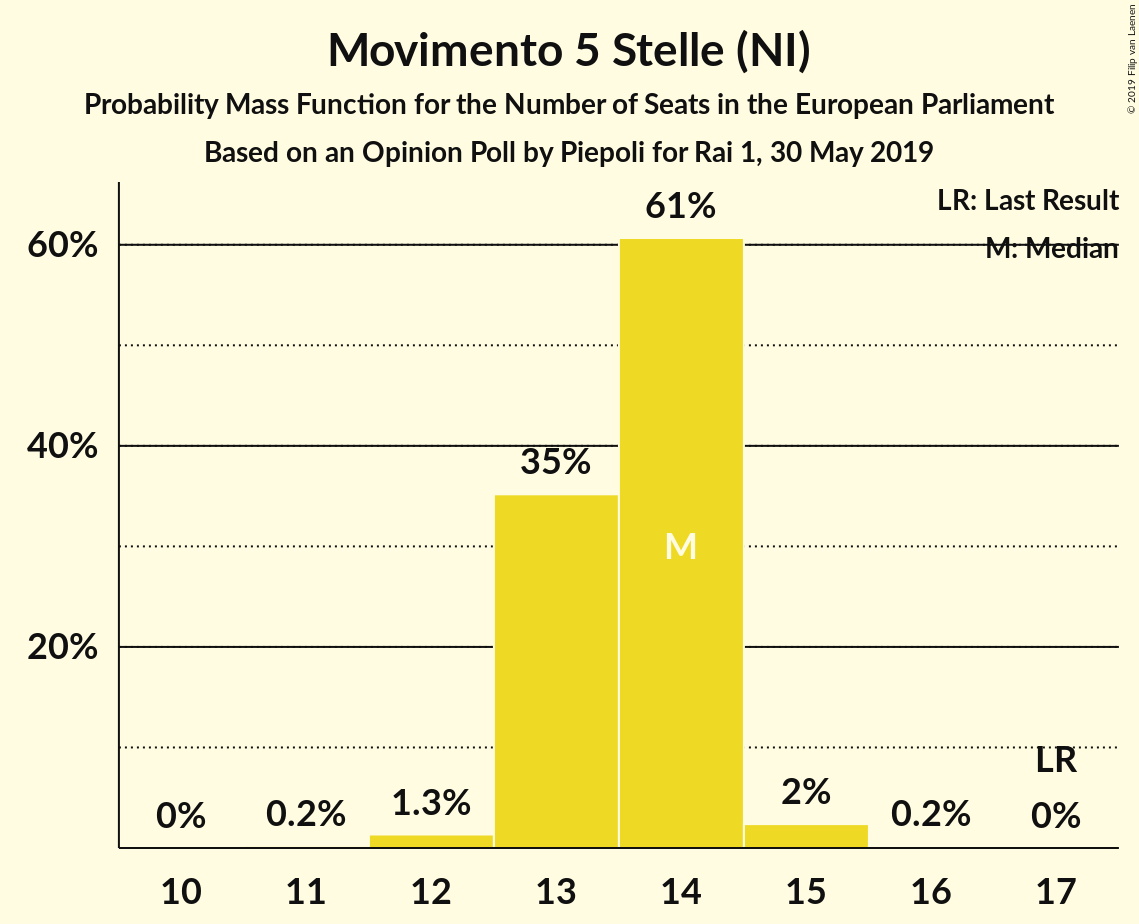 Movimento 5 Stelle (NI)
Probability Mass Function for the Number of Seats in the European Parliament
Based on an Opinion Poll by Piepoli for Rai 1, 30 May 2019
© 2019 Filip van Laenen
LR: Last Result
M: Median
60%
40%
20%
0%
0.2%
1.3%
35%
61%
M
2%
0.2%
LR
0%
10 11 12 13 14 15 16 17